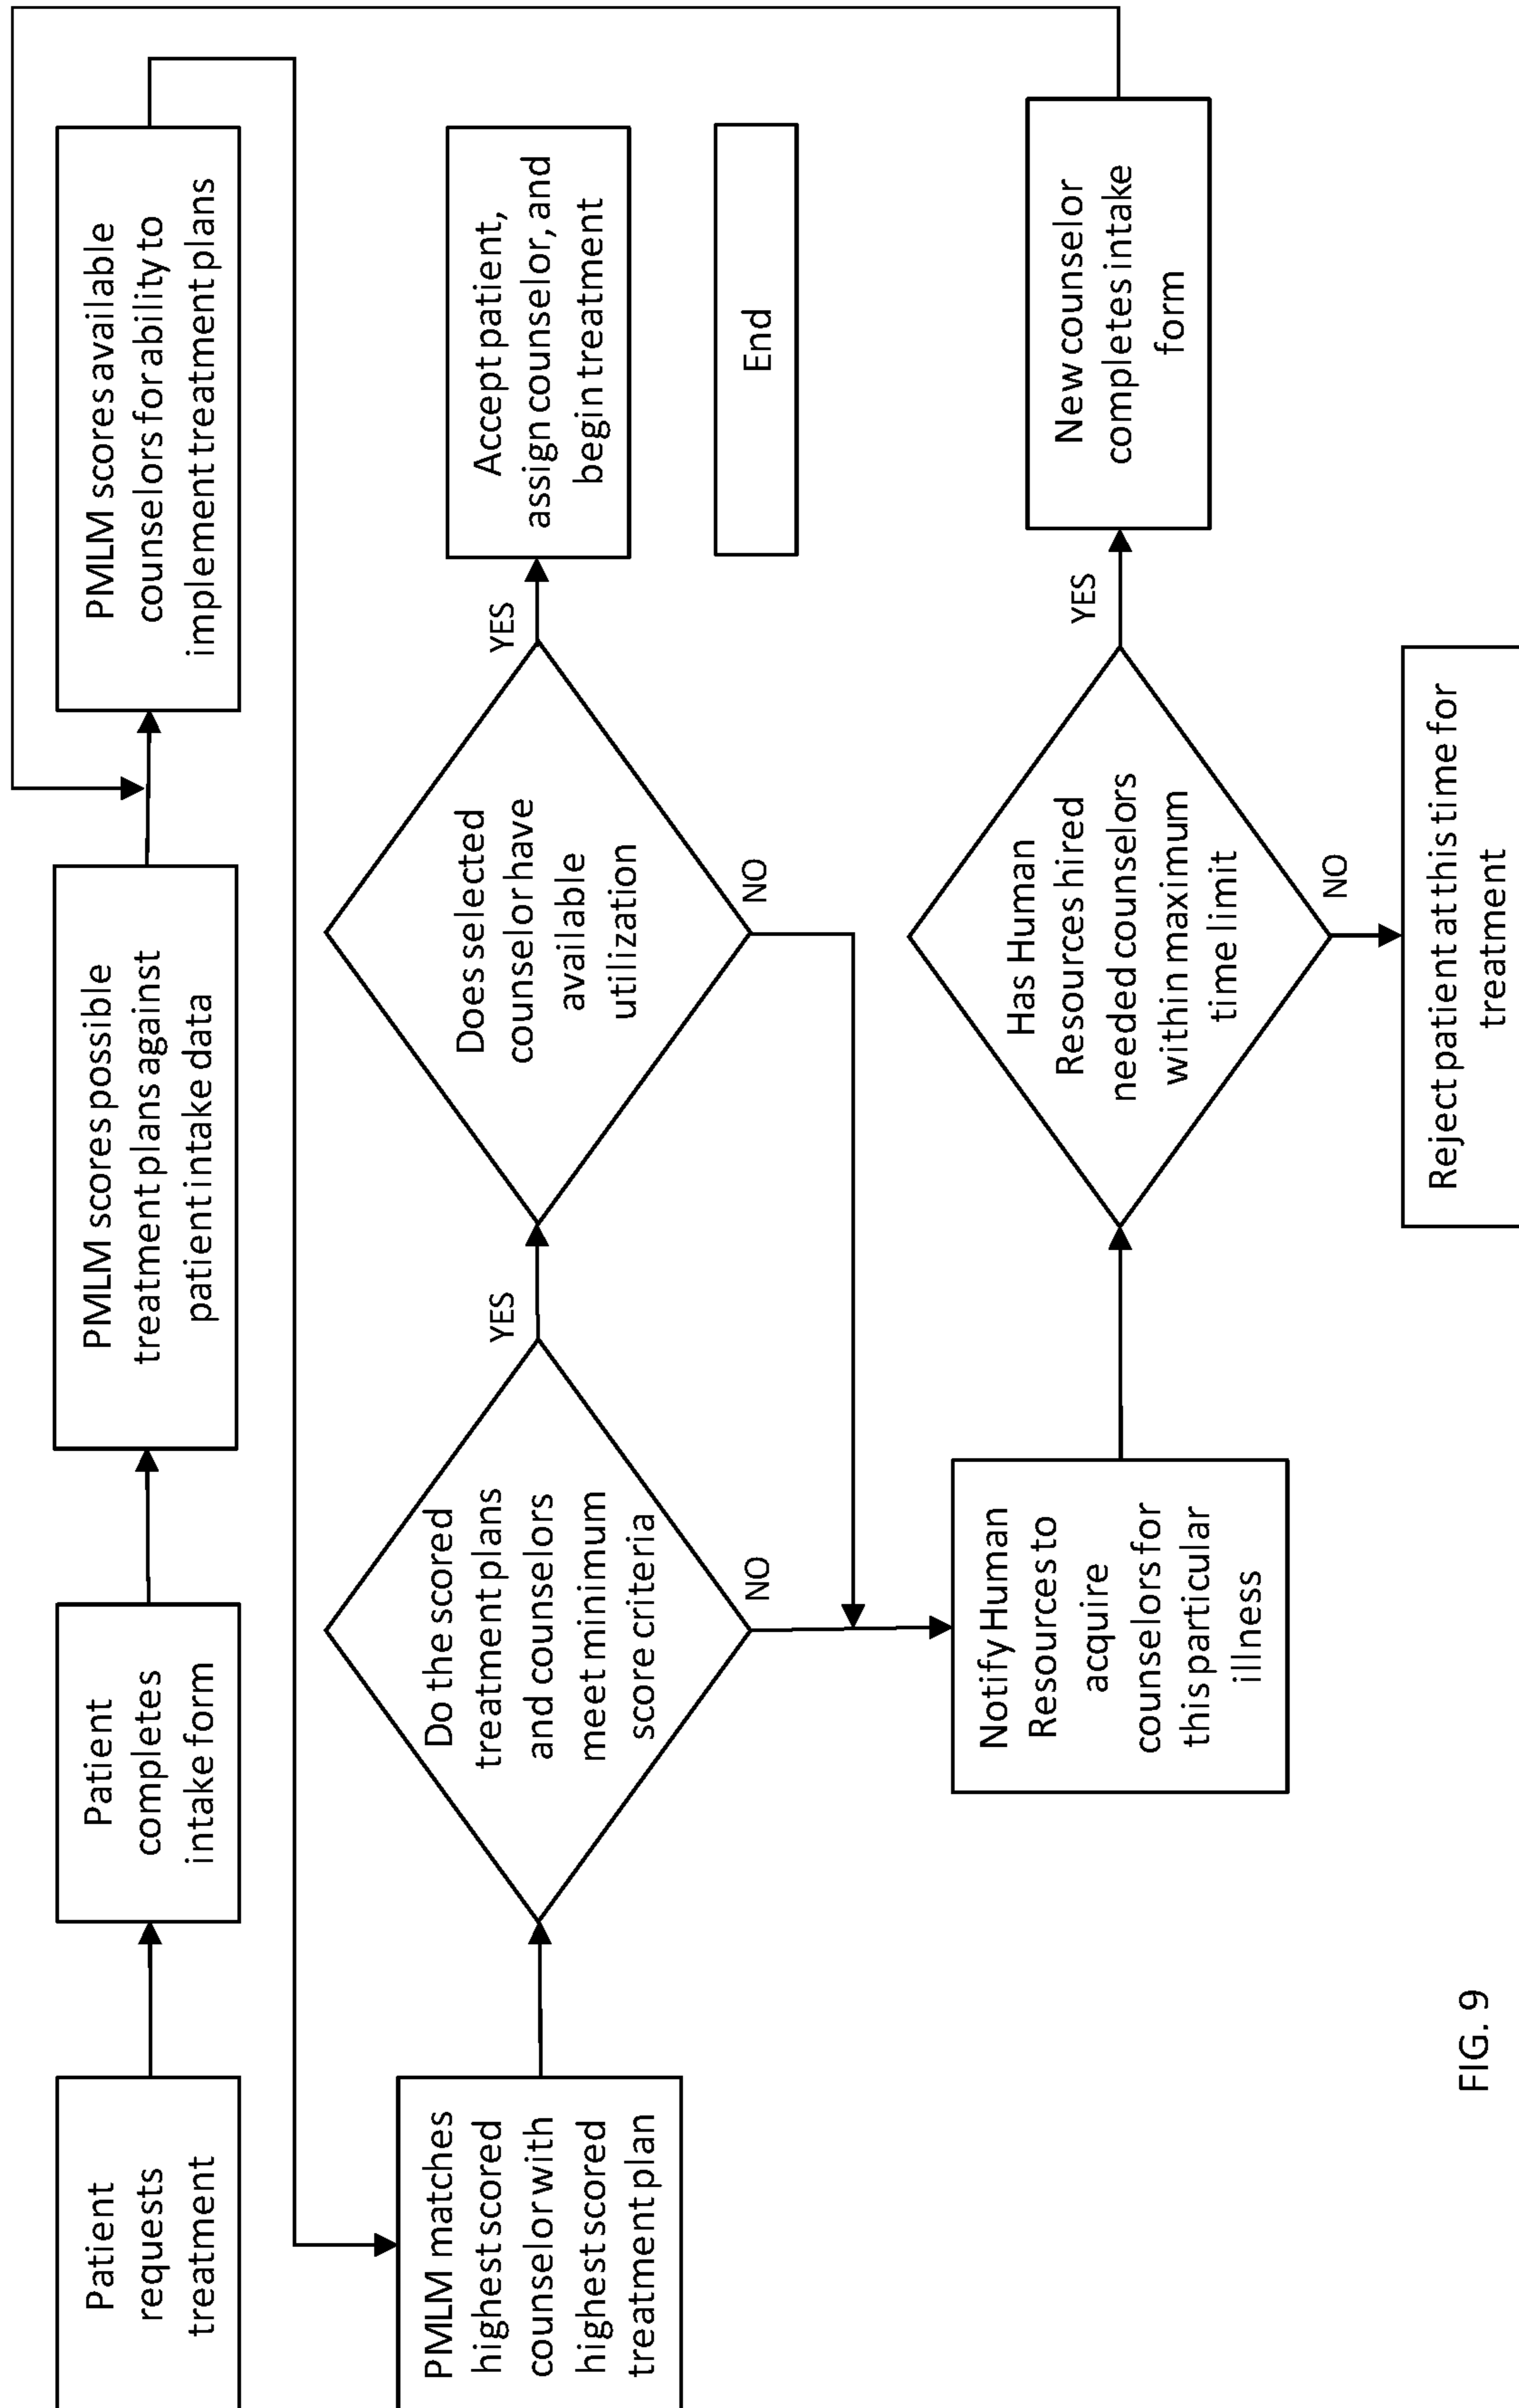 Patient
requests
treatment
Patient
completes
intake form
PMLM scores possible
treatment plans against
patient intake data
PMLM scores available
counselors for ability to
implement treatment plans
PMLM matches
highest scored
counselor with
highest scored
treatment plan
Do the scored
treatment plans
and counselors
meet minimum
score criteria
YES
NO
Does selected
counselor have
available
utilization
YES
NO
Accept patient,
assign counselor, and
begin treatment
End
Notify Human
Resources to
acquire
counselors for
this particular
illness
Has Human
Resources hired
needed counselors
within maximum
time limit
YES
NO
New counselor
completes intake
form
Reject patient at this time for
treatment
FIG. 9